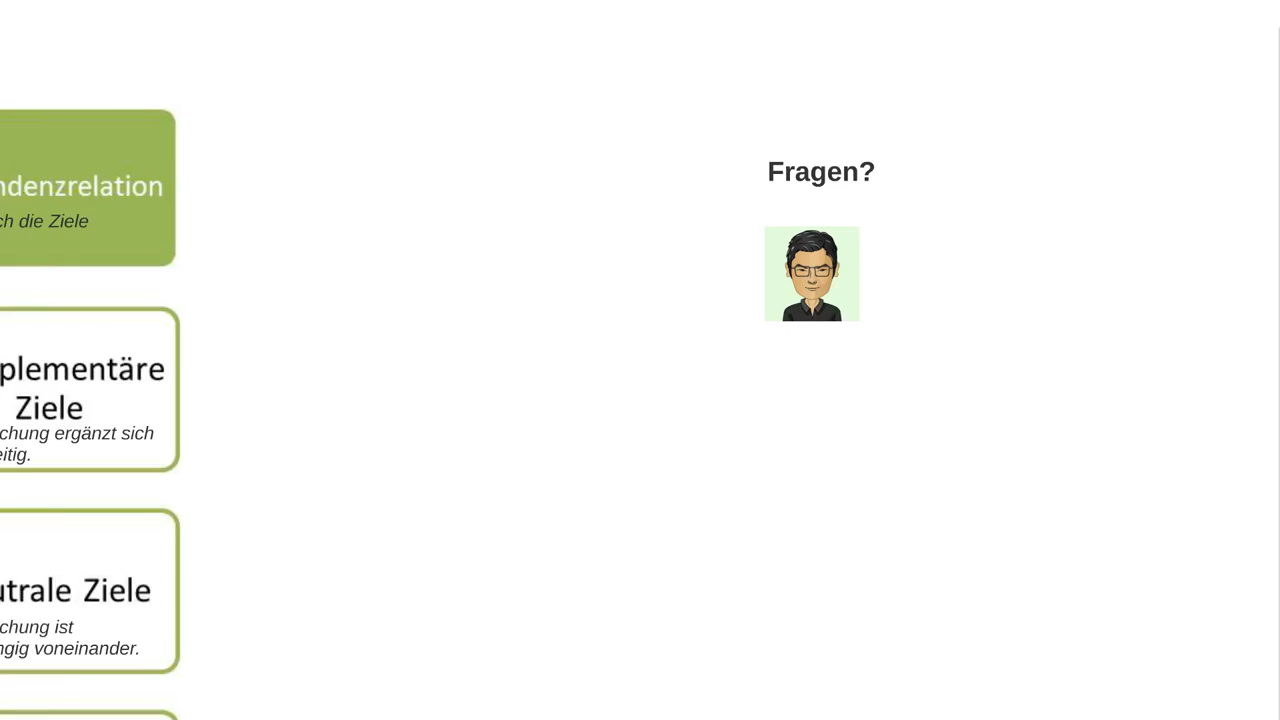 ndenzrelation
ch die Ziele
plementäre
Ziele
chung ergänzt sich
eitig.
utrale Ziele
chung ist
ngig voneinander.
Fragen?